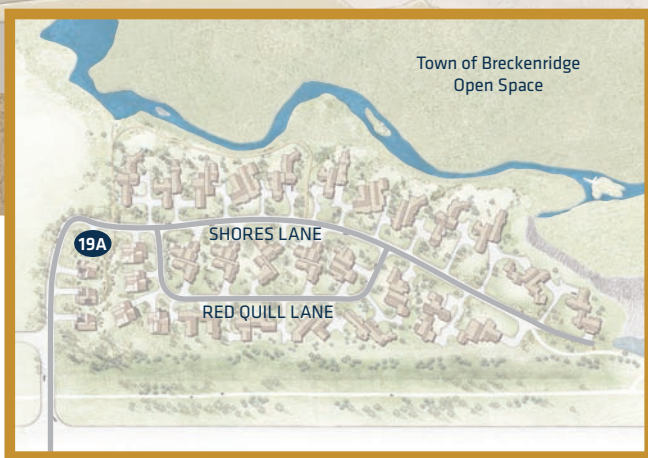 Town of Breckenridge
Open Space
19A
SHORES LANE
RED QUILL LANE